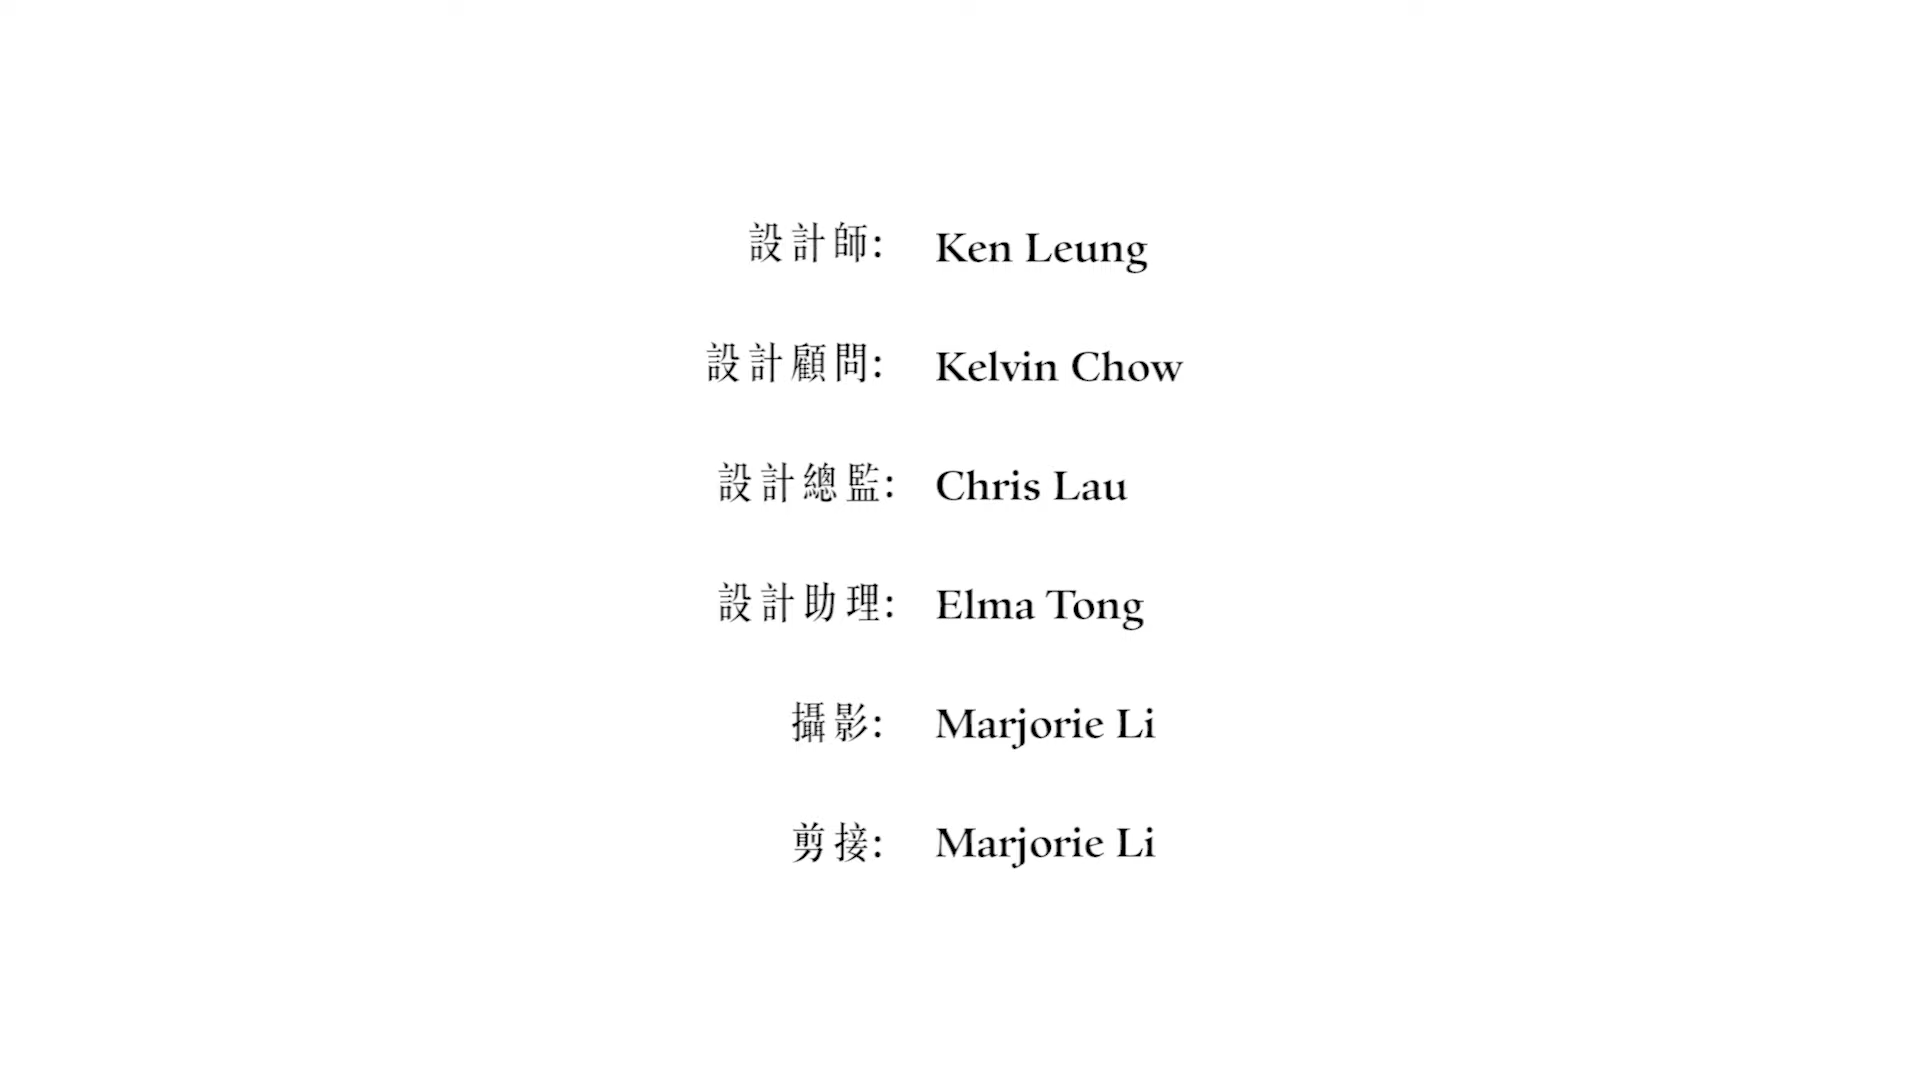 設計師: Ken Leung
設計顧問: Kelvin Chow
設計總監: Chris Lau
設計助理: Elma Tong
攝影: Marjorie Li
剪接: Marjorie Li